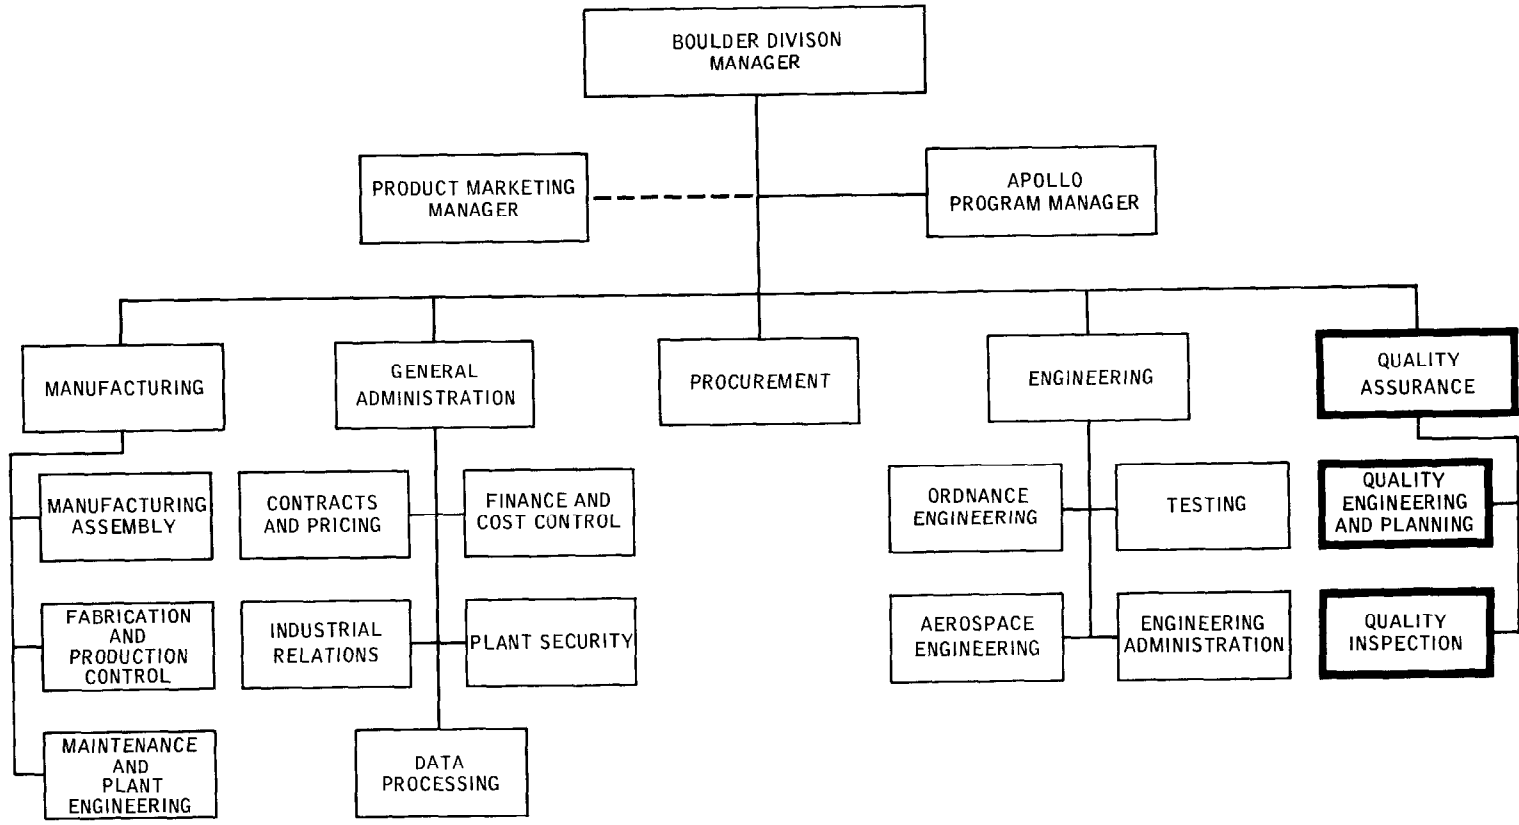 BOULDER DIVISON
MANAGER
PRODUCT MARKETING
MANAGER
APOLLO
PROGRAM MANAGER
MANUFACTURING
GENERAL
ADMINISTRATION
PROCUREMENT
ENGINEERING
QUALITY
ASSURANCE
MANUFACTURING
ASSEMBLY
CONTRACTS
AND PRICING
FINANCE AND
COST CONTROL
ORDNANCE
ENGINEERING
TESTING
QUALITY
ENGINEERING
AND PLANNING
FABRICATION
AND
PRODUCTION
CONTROL
INDUSTRIAL
RELATIONS
PLANT SECURITY
AEROSPACE
ENGINEERING
ENGINEERING
ADMINISTRATION
QUALITY
INSPECTION
MAINTENANCE
AND
PLANT
ENGINEERING
DATA
PROCESSING